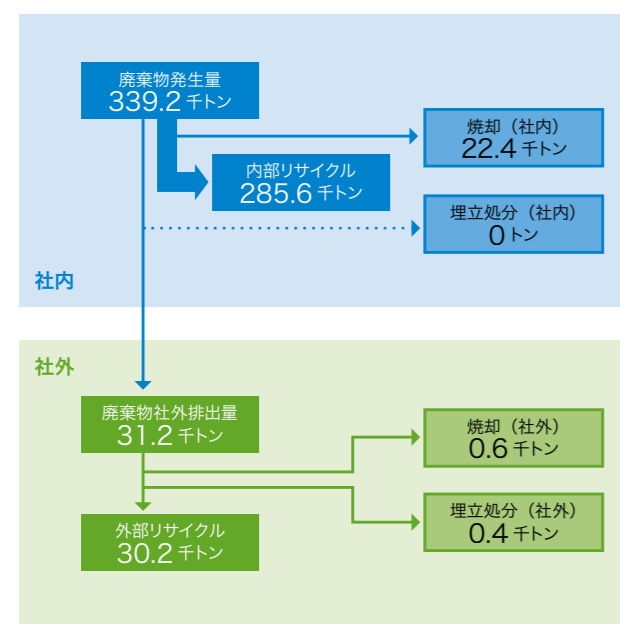 廃棄物発生量
339.2千トン
焼却（社内）
22.4千トン
内部リサイクル
285.6千トン
埋立処分（社内）
0トン
社内
社外
廃棄物社外排出量
31.2千トン
焼却（社外）
0.6千トン
埋立処分（社外）
0.4千トン
外部リサイクル
30.2千トン